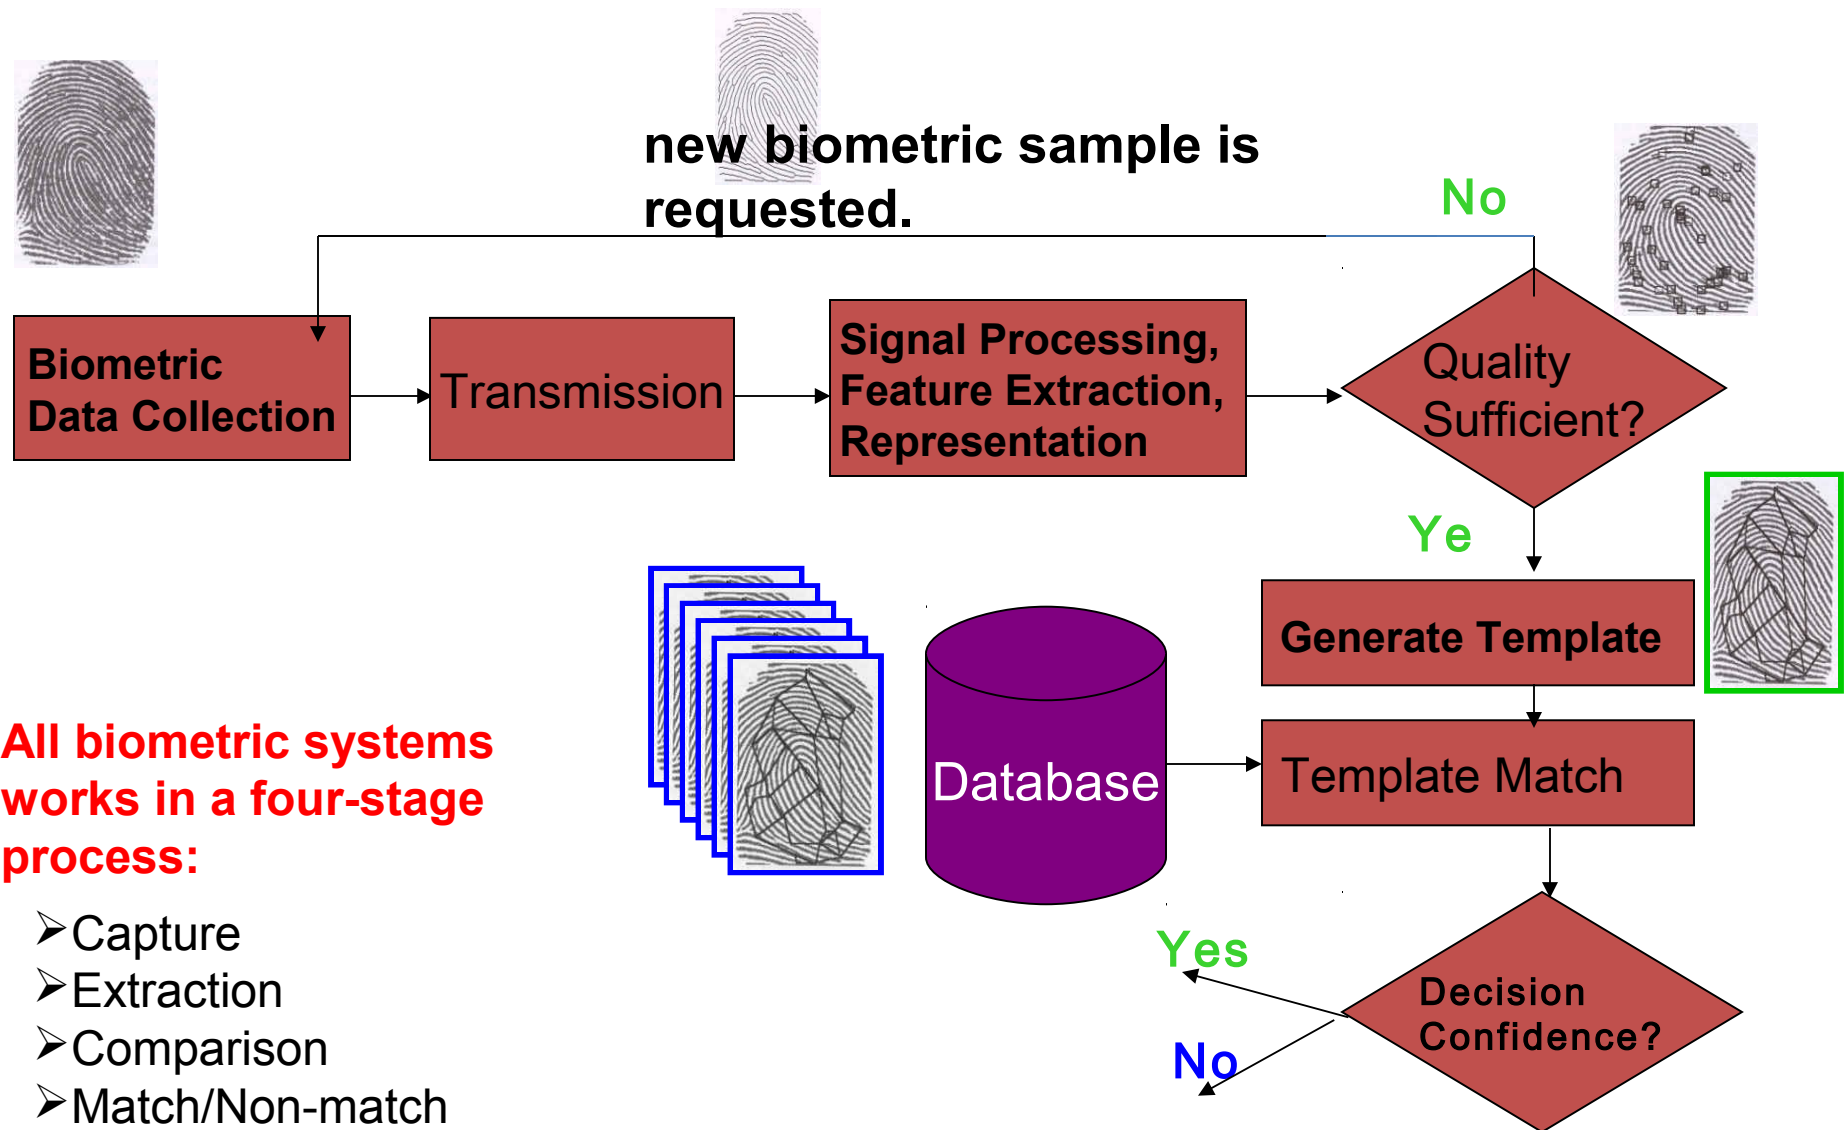 new biometric sample is
requested.
No
Biometric
Data Collection
Transmission
Signal Processing,
Feature Extraction,
Representation
Quality
Sufficient?
Ye
Generate Template
Database
Template Match
All biometric systems
works in a four-stage
process:
➢Capture
➢Extraction
➢Comparison
➢Match/Non-match
Yes
No
Decision
Confidence?